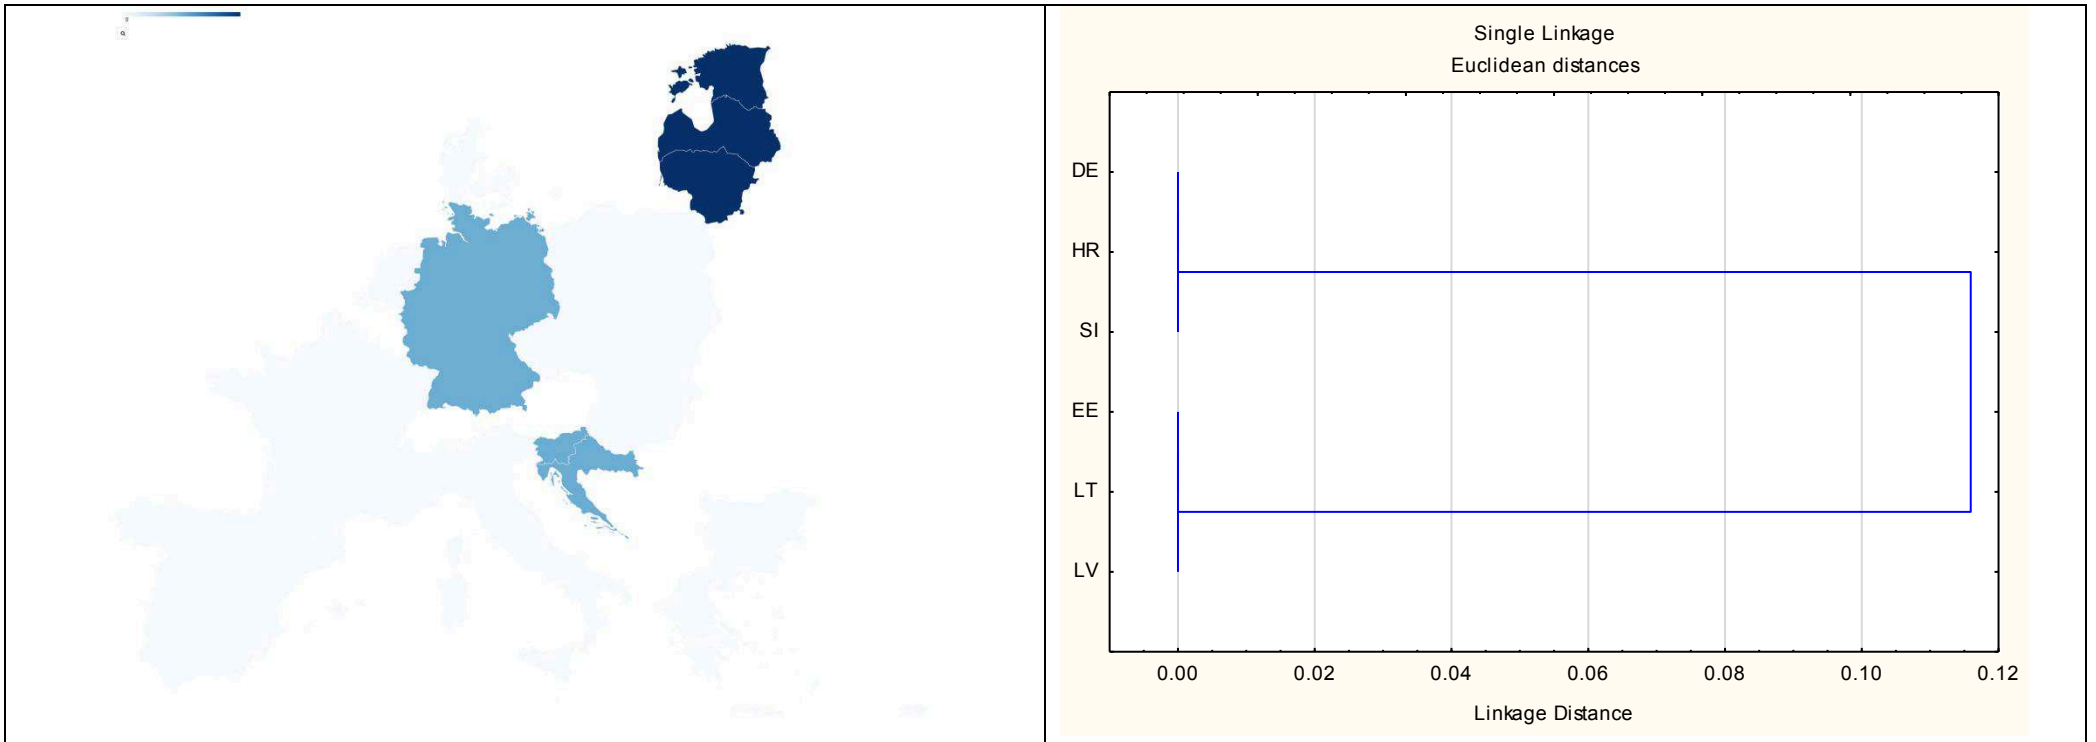 0
Single Linkage
Euclidean distances
DE
HR
SI
EE
LT
LV
0.00 0.02 0.04 0.06 0.08 0.10 0.12
Linkage Distance